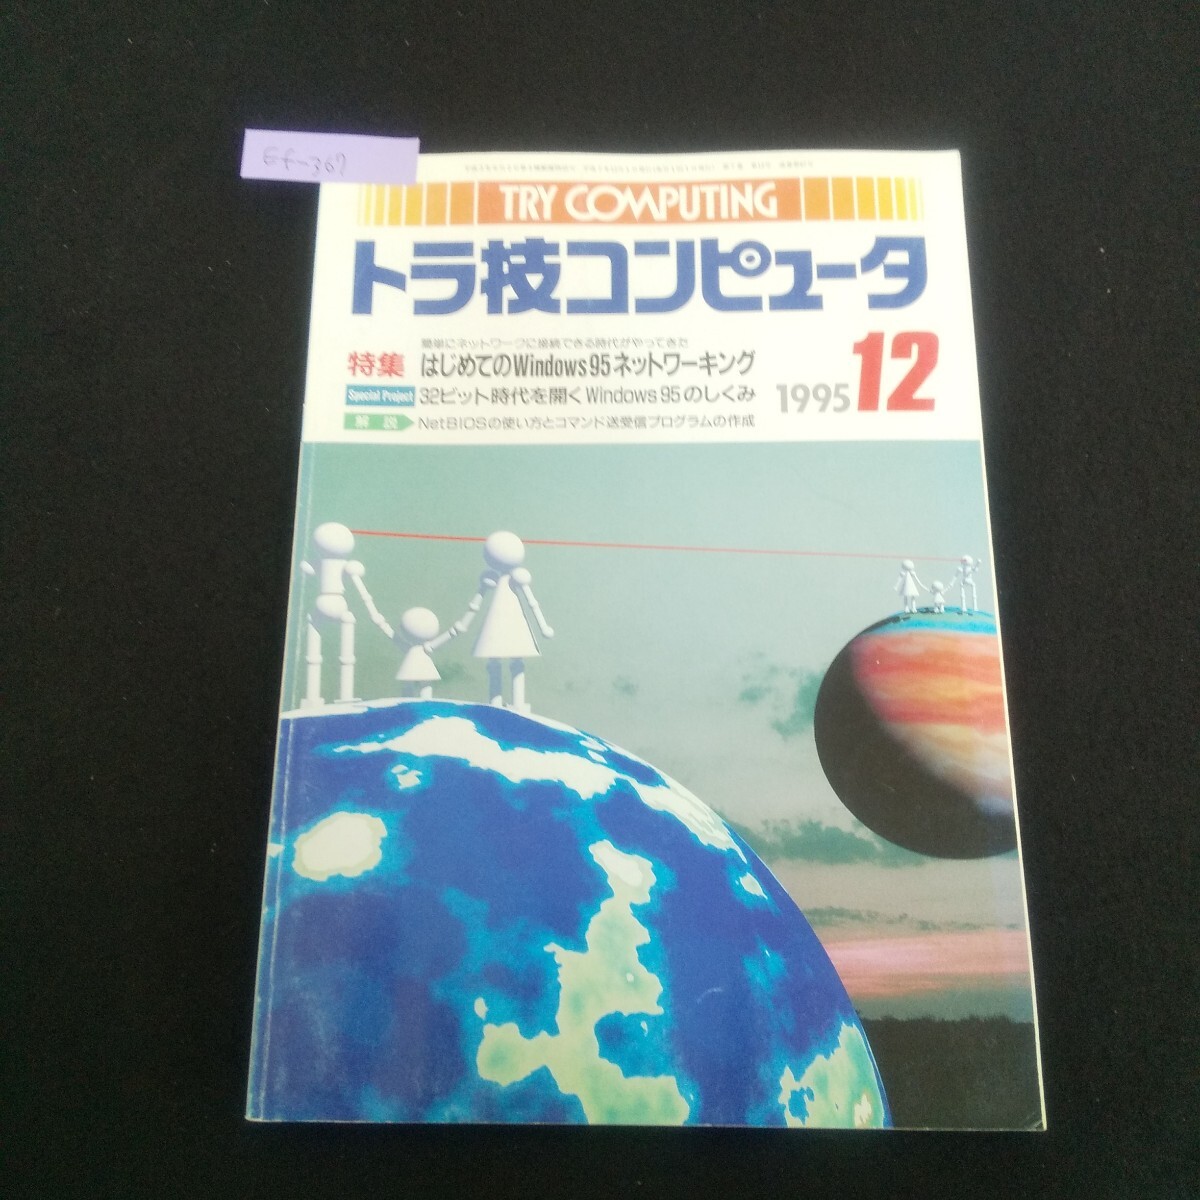 Ef-367
TRY COMPUTING
トラ技コンピュータ
簡単にネットワークに接続できる時代がやってきた
特集 はじめてのWindows95ネットワーキング
Special Project 32ビット時代を開くWindows95のしくみ
解説 NetBIOSの使い方とコマンド送受信プログラムの作成
1995 12